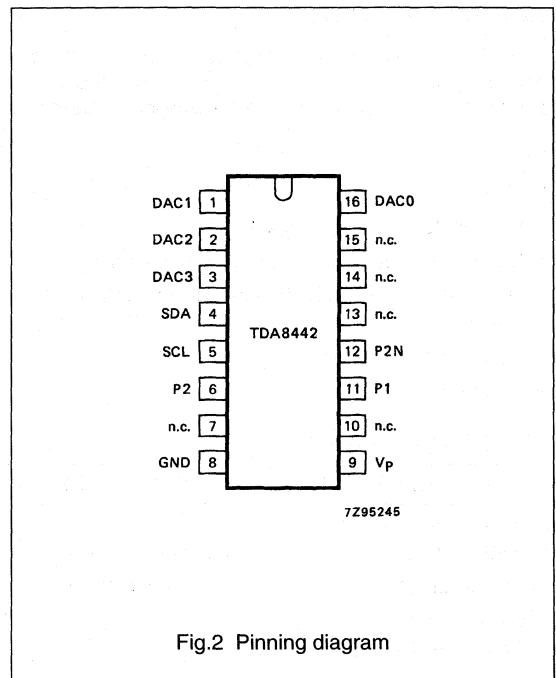 DAC1 1 16 DAC0
DAC2 2 15 n.c.
DAC3 3 14 n.c.
SDA 4 13 n.c.
TDA8442
SCL 5 12 P2N
P2 6 11 P1
n.c. 7 10 n.c.
GND 8 9 VP
7Z95245
Fig.2 Pinning diagram